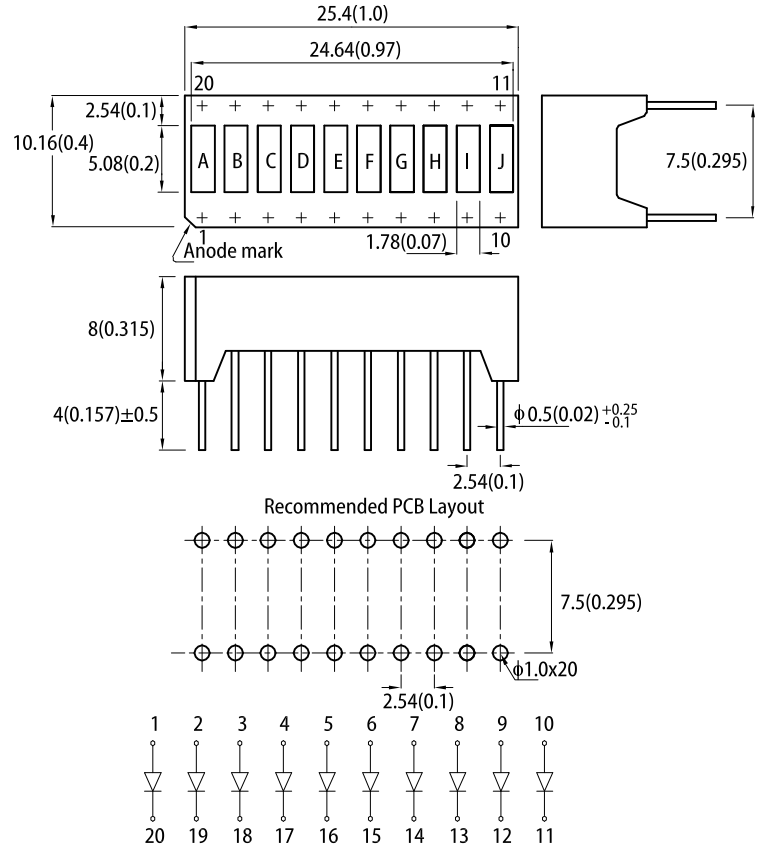 25.4(1.0)
24.64(0.97)
20 11
2.54(0.1)
10.16(0.4)
5.08(0.2)
A B C D E F G H I J
7.5(0.295)
1 10
1.78(0.07)
Anode mark
8(0.315)
4(0.157)±0.5
ϕ0.5(0.02) +0.25
-0.1
2.54(0.1)
Recommended PCB Layout
7.5(0.295)
ϕ1.0x20
2.54(0.1)
1 2 3 4 5 6 7 8 9 10
20 19 18 17 16 15 14 13 12 11